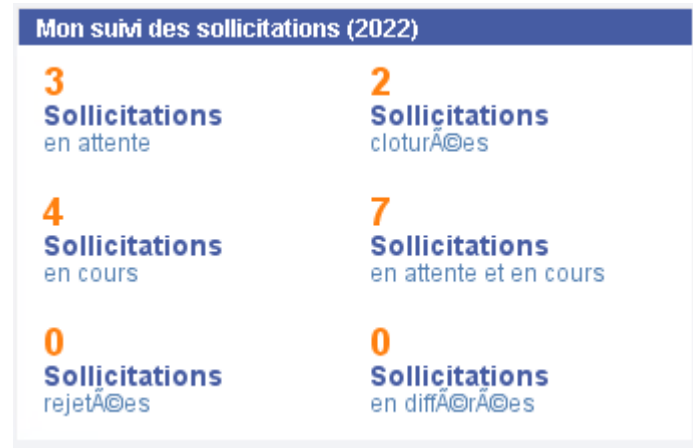 Mon suivi des sollicitations (2022)
3
Sollicitations
en attente
2
Sollicitations
cloturÃ©es
4
Sollicitations
en cours
7
Sollicitations
en attente et en cours
0
Sollicitations
rejetÃ©es
0
Sollicitations
en diffÃ©rÃ©es